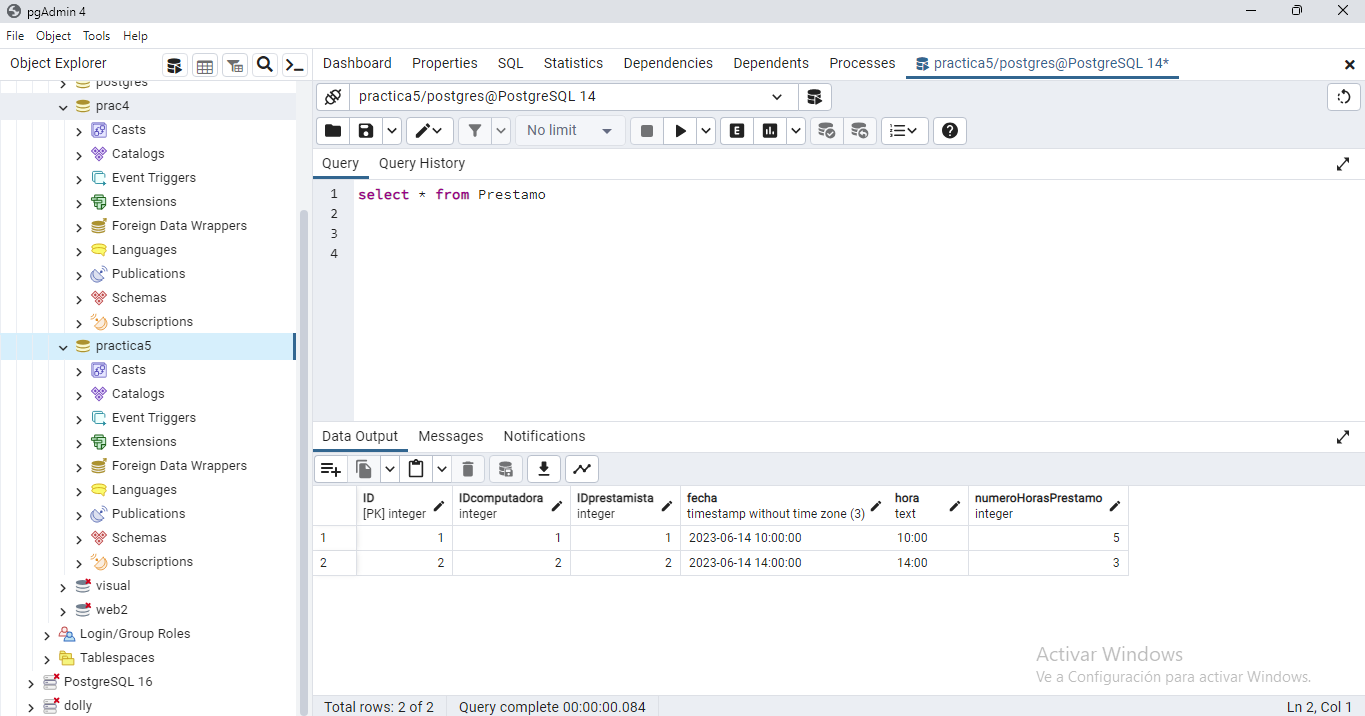 pgAdmin 4
File Object Tools Help
Object Explorer
Dashboard Properties SQL Statistics Dependencies Dependents Processes practica5/postgres@PostgreSQL 14*
postgres
prac4
Casts
Catalogs
Event Triggers
Extensions
Foreign Data Wrappers
Languages
Publications
Schemas
Subscriptions
practica5
Casts
Catalogs
Event Triggers
Extensions
Foreign Data Wrappers
Languages
Publications
Schemas
Subscriptions
visual
web2
Login/Group Roles
Tablespaces
PostgreSQL 16
dolly
practica5/postgres@PostgreSQL 14
No limit
E
Query Query History
1 select * from Prestamo
2
3
4
Data Output Messages Notifications
ID IDcomputadora IDprestamista fecha hora numeroHorasPrestamo
[PK] integer integer integer timestamp without time zone (3) text integer
1 1 1 1 2023-06-14 10:00:00 10:00 5
2 2 2 2 2023-06-14 14:00:00 14:00 3
Activar Windows
Ve a Configuración para activar Windows.
Total rows: 2 of 2 Query complete 00:00:00.084 Ln 2, Col 1